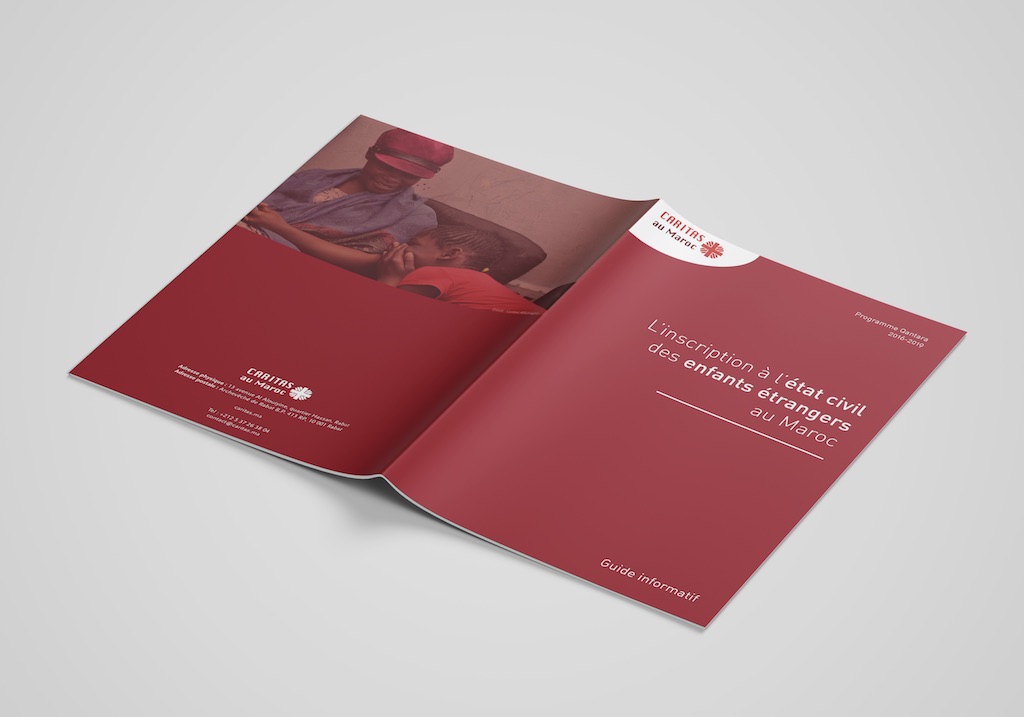 CARITAS
au Maroc
Programme Qantara
2016-2019
L'inscription à l'état civil
des enfants étrangers
au Maroc
Guide informatif
CARITAS
au Maroc
Adresse physique : 13 avenue Al Alaouiyine, quartier Hassan, Rabat
Adresse postale : Archevêché de Rabat B.P. 413 RP, 10 001 Rabat
caritas.ma
Tel : +212 5 37 26 38 04
contact@caritas.ma